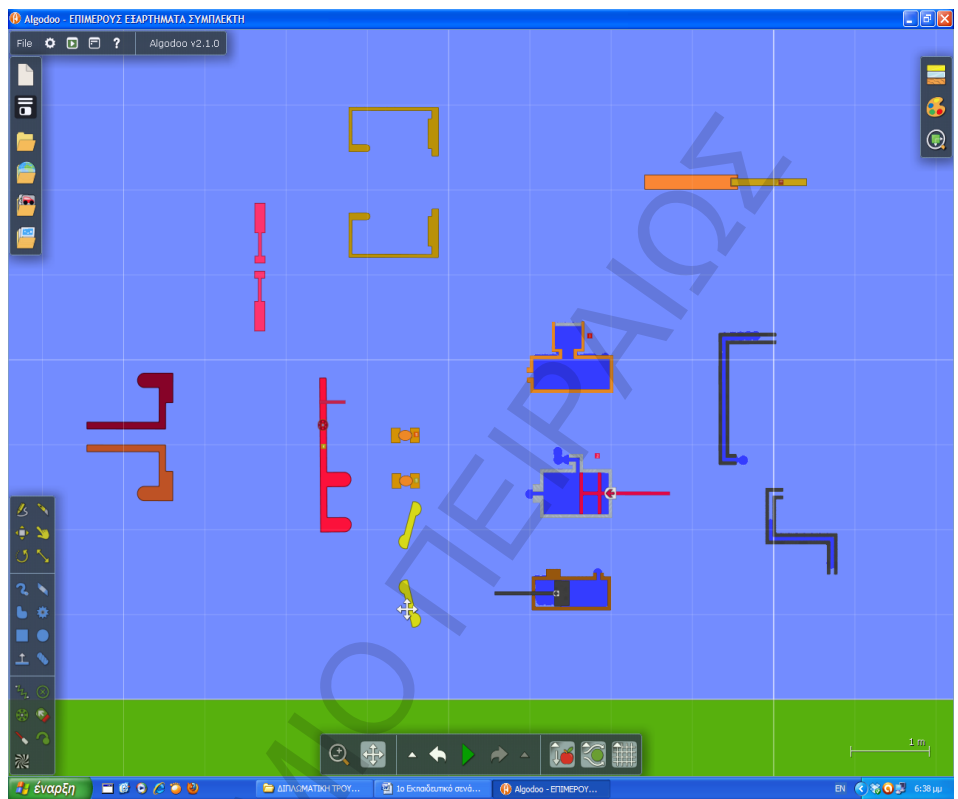 Algodoo - ΕΠΙΜΕΡΟΥΣ ΕΞΑΡΤΗΜΑΤΑ ΣΥΜΠΛΕΚΤΗ
File ? Algodoo v2.1.0
ΜΙΟ ΠΕΙΡΑΙΩΣ
1 m
έναρξη ΔΙΠΛΩΜΑΤΙΚΗ ΤΡΟΥ... 1ο Εκπαιδευτικό σενά... Algodoo - ΕΠΙΜΕΡΟΥ... EN 6:38 μμ